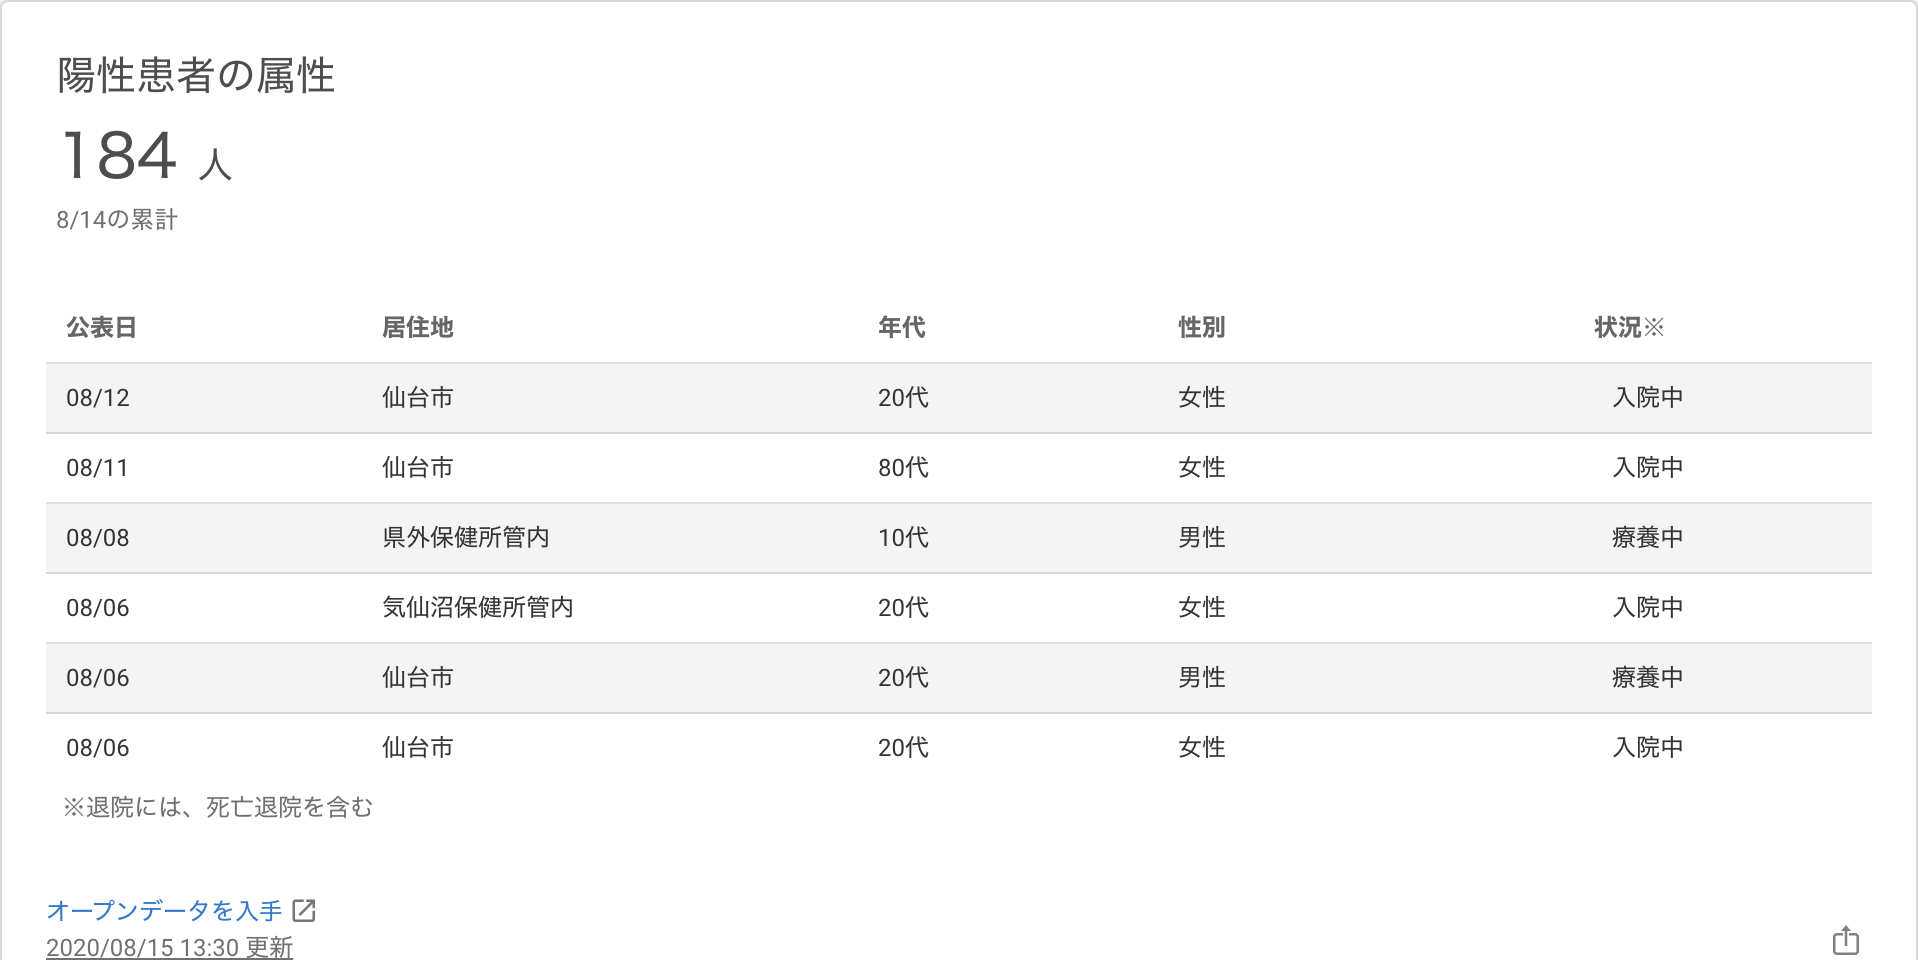 陽性患者の属性
184 人
8/14の累計
公表日 居住地 年代 性別 状況※
08/12 仙台市 20代 女性 入院中
08/11 仙台市 80代 女性 入院中
08/08 県外保健所管内 10代 男性 療養中
08/06 気仙沼保健所管内 20代 女性 入院中
08/06 仙台市 20代 男性 療養中
08/06 仙台市 20代 女性 入院中
※退院には、死亡退院を含む
オープンデータを入手
2020/08/15 13:30 更新